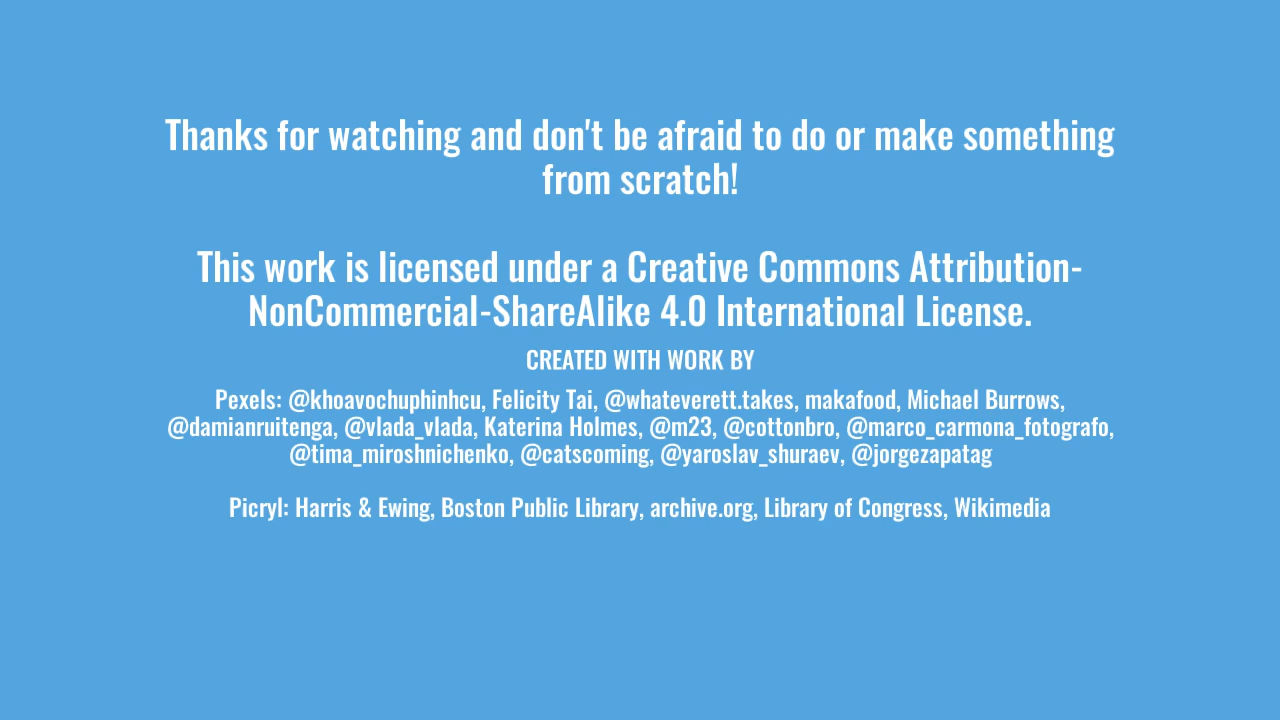 Thanks for watching and don't be afraid to do or make something
from scratch!
This work is licensed under a Creative Commons Attribution-
NonCommercial-ShareAlike 4.0 International License.
CREATED WITH WORK BY
Pexels: @khoavochuphinhcu, Felicity Tai, @whateverett.takes, makafood, Michael Burrows,
@damianruitenga, @vlada_vlada, Katerina Holmes, @m23, @cottonbro, @marco_carmona_fotografo,
@tima_miroshnichenko, @catscoming, @yaroslav_shuraev, @jorgezapatag
Picryl: Harris & Ewing, Boston Public Library, archive.org, Library of Congress, Wikimedia